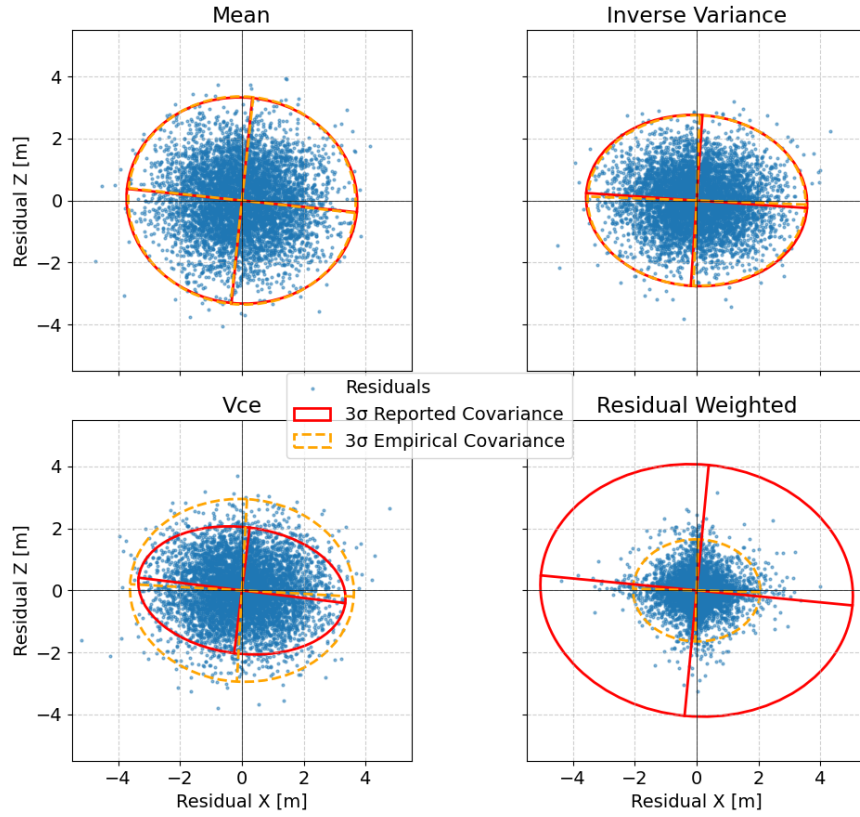 Mean
Inverse Variance
4
2
0
−2
−4
Residual Z [m]
Residuals
3σ Reported Covariance
3σ Empirical Covariance
Vce
Residual Weighted
4
2
0
−2
−4
Residual Z [m]
−4 −2 0 2 4
−4 −2 0 2 4
Residual X [m]
Residual X [m]